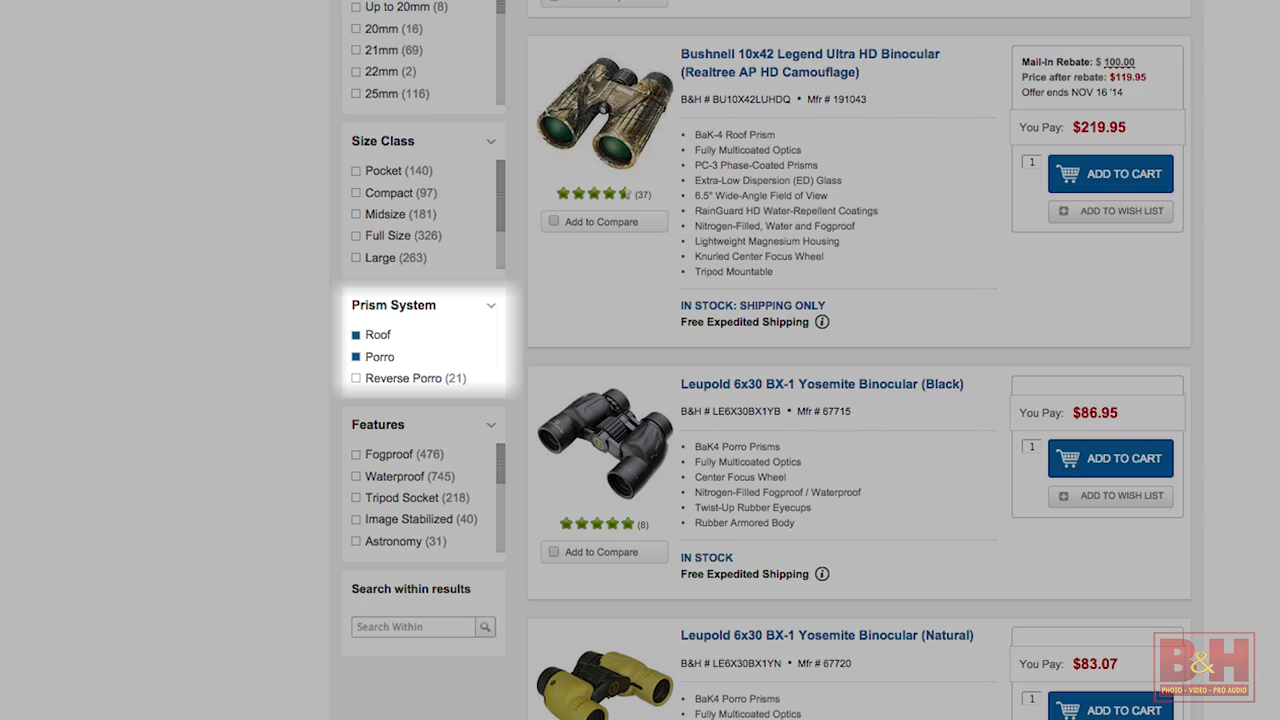 Up to 20mm (8)
20mm (16)
21mm (69)
22mm (2)
25mm (116)
Size Class
Pocket (140)
Compact (97)
Midsize (181)
Full Size (326)
Large (263)
Prism System
Roof
Porro
Reverse Porro (21)
Features
Fogproof (476)
Waterproof (745)
Tripod Socket (218)
Image Stabilized (40)
Astronomy (31)
Search within results
Search Within
Bushnell 10x42 Legend Ultra HD Binocular
(Realtree AP HD Camouflage)
B&H # BU10X42LUHDQ • Mfr # 191043
• BaK-4 Roof Prism
• Fully Multicoated Optics
• PC-3 Phase-Coated Prisms
• Extra-Low Dispersion (ED) Glass
• 6.5° Wide-Angle Field of View
• RainGuard HD Water-Repellent Coatings
• Nitrogen-Filled, Water and Fogproof
• Lightweight Magnesium Housing
• Knurled Center Focus Wheel
• Tripod Mountable
IN STOCK: SHIPPING ONLY
Free Expedited Shipping
(37)
Add to Compare
Mail-In Rebate: $ 100.00
Price after rebate: $119.95
Offer ends NOV 16 '14
You Pay: $219.95
1
ADD TO CART
ADD TO WISH LIST
Leupold 6x30 BX-1 Yosemite Binocular (Black)
B&H # LE6X30BX1YB • Mfr # 67715
• BaK4 Porro Prisms
• Fully Multicoated Optics
• Center Focus Wheel
• Nitrogen-Filled Fogproof / Waterproof
• Twist-Up Rubber Eyecups
• Rubber Armored Body
IN STOCK
Free Expedited Shipping
(8)
Add to Compare
You Pay: $86.95
1
ADD TO CART
ADD TO WISH LIST
Leupold 6x30 BX-1 Yosemite Binocular (Natural)
B&H # LE6X30BX1YN • Mfr # 67720
• BaK4 Porro Prisms
• Fully Multicoated Optics
You Pay: $83.07
1
ADD TO CART
B&H
PHOTO • VIDEO • PRO AUDIO